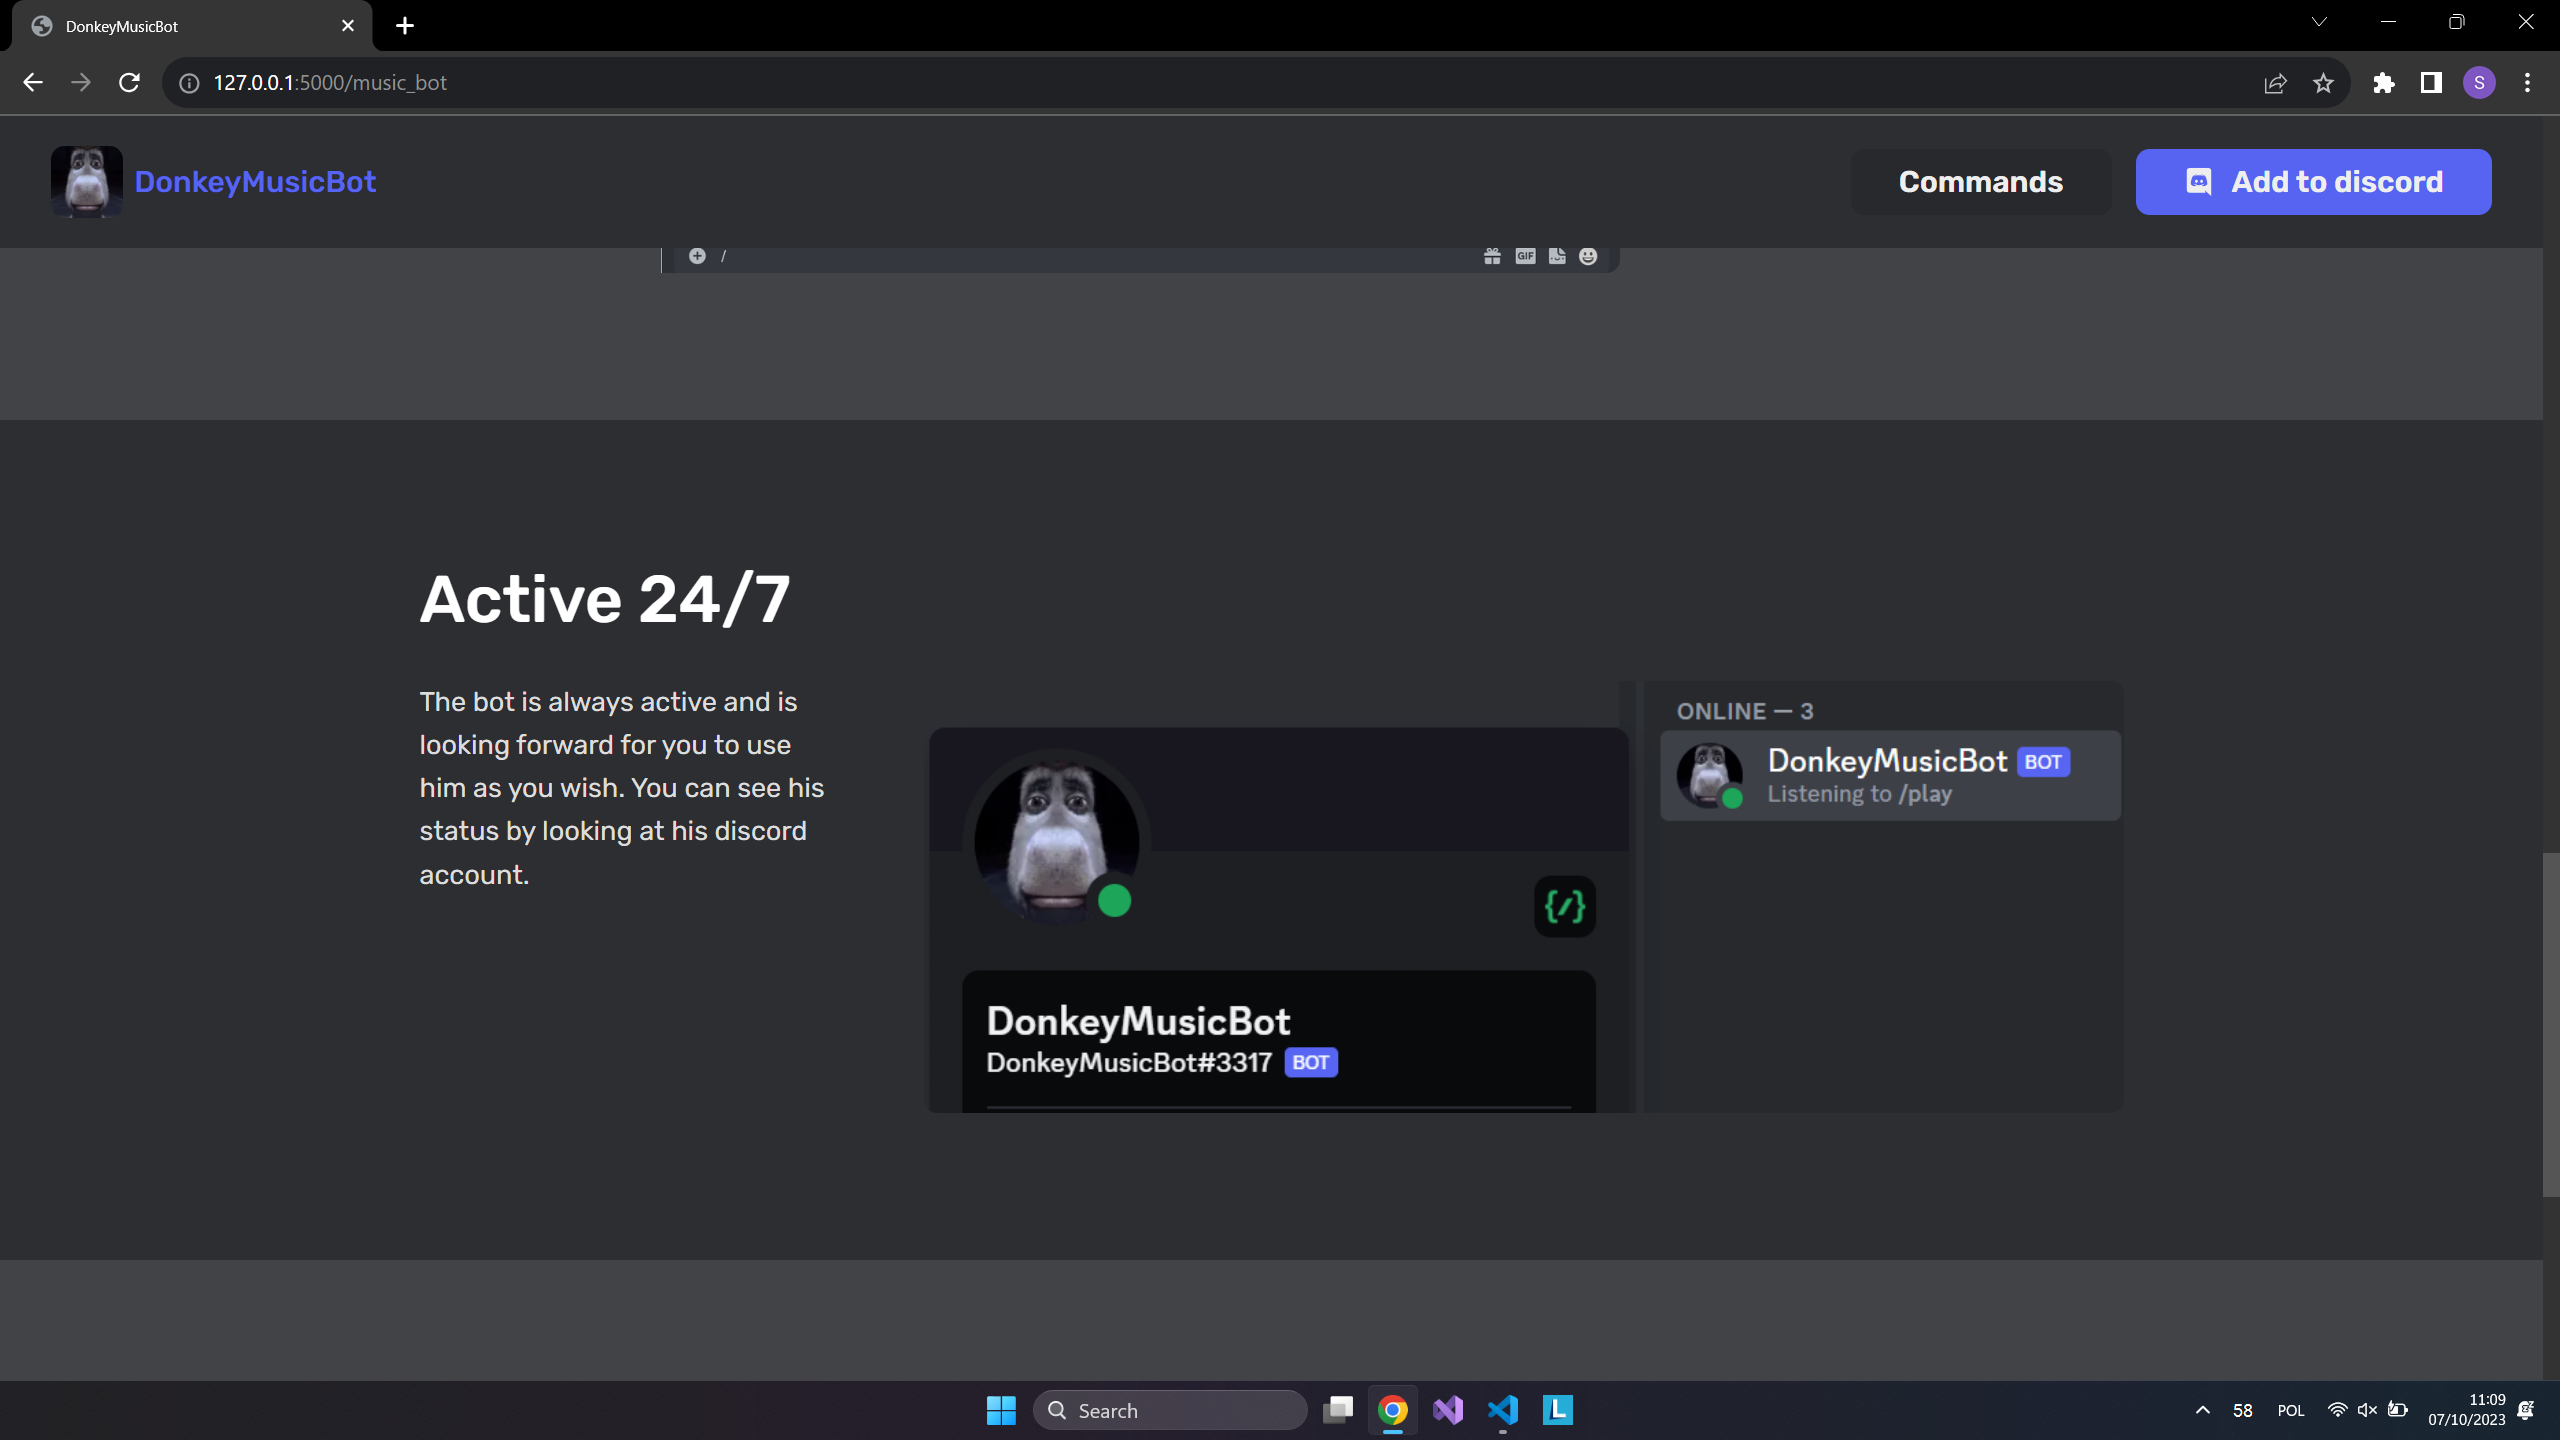 DonkeyMusicBot
127.0.0.1:5000/music_bot
S
DonkeyMusicBot
Commands
Add to discord
/
GIF
Active 24/7
The bot is always active and is
looking forward for you to use
him as you wish. You can see his
status by looking at his discord
account.
ONLINE — 3
DonkeyMusicBot BOT
Listening to /play
{/}
DonkeyMusicBot
DonkeyMusicBot#3317 BOT
Search
L
58
POL
11:09
07/10/2023